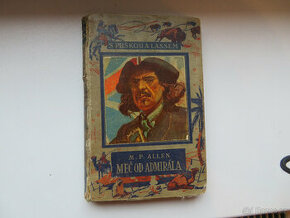 S PUŠKOU A LASSEM
M. P. ALLEN
MEČ OD ADMIRÁLA